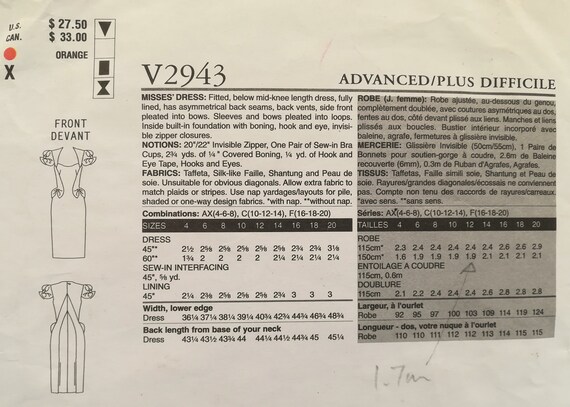 U.S. $ 27.50
CAN. $ 33.00
ORANGE
X
V2943
ADVANCED/PLUS DIFFICILE
FRONT
DEVANT
MISSES' DRESS: Fitted, below mid-knee length dress, fully
lined, has asymmetrical back seams, back vents, side front
pleated into bows. Sleeves and bows pleated into loops.
Inside built-in foundation with boning, hook and eye, invisi-
ble zipper closures.
NOTIONS: 20"/22" Invisible Zipper, One Pair of Sew-in Bra
Cups, 2¾ yds. of ¼" Covered Boning, ¼ yd. of Hook and
Eye Tape, Hooks and Eyes.
FABRICS: Taffeta, Silk-like Faille, Shantung and Peau de
Soie. Unsuitable for obvious diagonals. Allow extra fabric to
match plaids or stripes. Use nap yardages/layouts for pile,
shaded or one-way design fabrics. *with nap. **without nap.
Combinations: AX(4-6-8), C(10-12-14), F(16-18-20)
SIZES 4 6 8 10 12 14 16 18 20
DRESS
45** 2½ 2⅝ 2⅝ 2⅝ 2⅝ 2⅝ 2¾ 2¾ 3⅛
60** 1¾ 2 2 2 2 2¼ 2¼ 2¼ 2¼
SEW-IN INTERFACING
45", ⅝ yd.
LINING
45* 2¼ 2⅜ 2⅝ 2⅝ 2⅝ 2¾ 3 3 3
Width, lower edge
Dress 36¼ 37¼ 38¼ 39¼ 40¾ 42¾ 44¾ 46¾ 48¾
Back length from base of your neck
Dress 43¼ 43½ 43¾ 44 44¼ 44½ 44¾ 45 45¼
ROBE (J. femme): Robe ajustée, au-dessous du genou,
complètement doublée, avec coutures asymétriques au dos,
fentes au dos, côté devant plissé aux nœuds. Manches et liens
plissés aux boucles. Bustier intérieur incorporé avec
baleine, agrafe, fermetures à glissière invisible.
MERCERIE: Glissière Invisible (50cm/55cm), 1 Paire de
Bonnets pour soutien-gorge à coudre, 2.6m de Baleine
recouverte (6mm), 0.3m de Ruban d'Agrafes, Agrafes.
TISSUS: Taffetas, Faille simili soie, Shantung et Peau de
soie. Rayures/grandes diagonales/écossais ne conviennent
pas. Compte non tenu des raccords de rayures/carreaux.
*avec sens. **sans sens.
Séries: AX(4-6-8), C(10-12-14), F(16-18-20)
TAILLES 4 6 8 10 12 14 16 18 20
ROBE
115cm* 2.3 2.4 2.4 2.4 2.4 2.4 2.6 2.6 2.9
150cm* 1.6 1.9 1.9 1.9 1.9 2.1 2.1 2.1 2.1
ENTOILAGE A COUDRE
115cm, 0.6m
DOUBLURE
115cm 2.1 2.2 2.4 2.4 2.4 2.8 2.8 2.8
Largeur, à l'ourlet
Robe 92 95 97 100 103 109 114 119 124
Longueur - dos, votre nuque à l'ourlet
Robe 110 110 111 112 112 113 114 115 115
1.7m